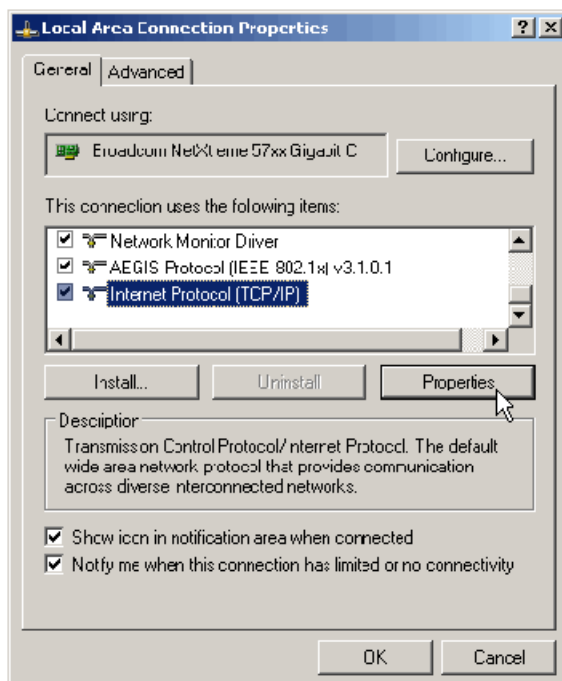 Local Area Connection Properties
General
Advanced
Connect using:
Broadcom NetXtreme 57xx Gigabit C
Configure...
This connection uses the following items:
Network Monitor Driver
AEGIS Protocol (IEEE 802.1x) v3.1.0.1
Internet Protocol (TCP/IP)
Install...
Uninstall
Properties
Description
Transmission Control Protocol/Internet Protocol. The default
wide area network protocol that provides communication
across diverse interconnected networks.
Show icon in notification area when connected
Notify me when this connection has limited or no connectivity
OK
Cancel